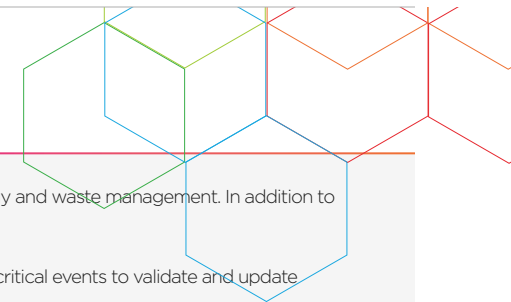 y and waste management. In addition to
critical events to validate and update